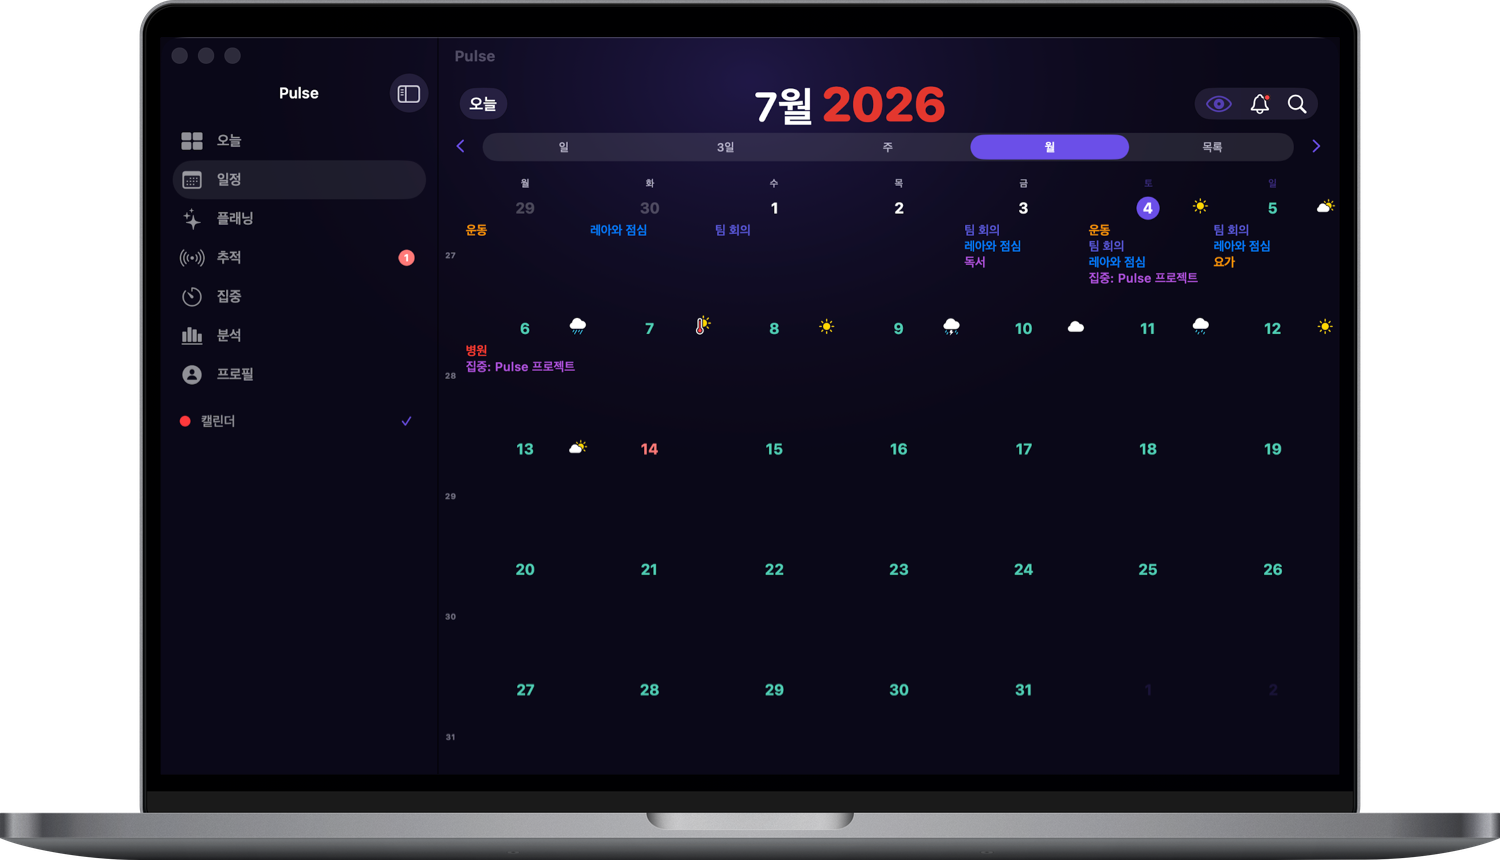 Pulse
Pulse
오늘
일정
플래닝
추적
1
집중
분석
프로필
캘린더
오늘
7월 2026
일 3일 주 월 목록
월 화 수 목 금 토 일
29 30 1 2 3 4 5
운동 레아와 점심 팀 회의 팀 회의 운동 팀 회의
레아와 점심 팀 회의 레아와 점심
27 독서 레아와 점심 요가
집중: Pulse 프로젝트
6 7 8 9 10 11 12
병원
28 집중: Pulse 프로젝트
13 14 15 16 17 18 19
29
20 21 22 23 24 25 26
30
27 28 29 30 31 1 2
31